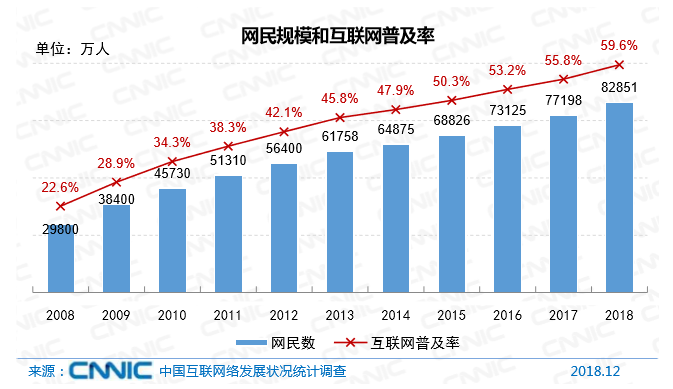 网民规模和互联网普及率
单位：万人
22.6% 28.9% 34.3% 38.3% 42.1% 45.8% 47.9% 50.3% 53.2% 55.8% 59.6%
29800 38400 45730 51310 56400 61758 64875 68826 73125 77198 82851
2008 2009 2010 2011 2012 2013 2014 2015 2016 2017 2018
网民数 互联网普及率
来源： CNNIC 中国互联网络发展状况统计调查 2018.12